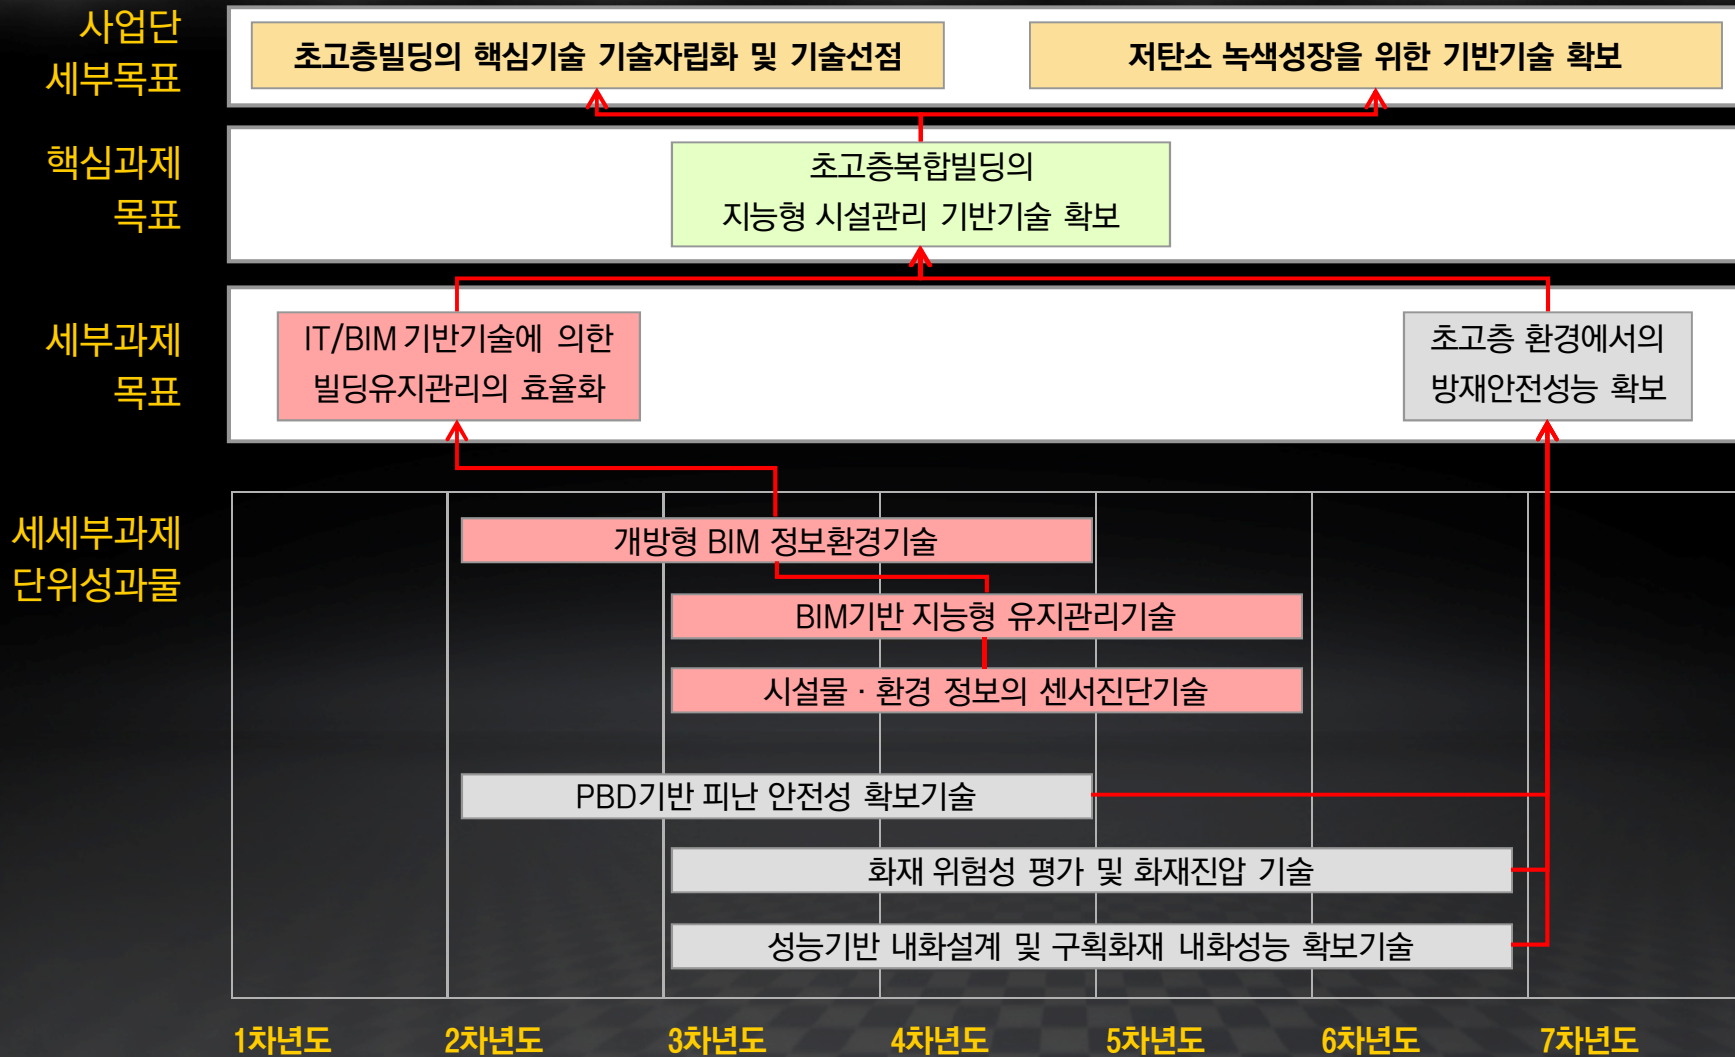 사업단
세부목표
초고층빌딩의 핵심기술 기술자립화 및 기술선점
저탄소 녹색성장을 위한 기반기술 확보
핵심과제
목표
초고층복합빌딩의
지능형 시설관리 기반기술 확보
세부과제
목표
IT/BIM 기반기술에 의한
빌딩유지관리의 효율화
초고층 환경에서의
방재안전성능 확보
세세부과제
단위성과물
개방형 BIM 정보환경기술
BIM기반 지능형 유지관리기술
시설물 · 환경 정보의 센서진단기술
PBD기반 피난 안전성 확보기술
화재 위험성 평가 및 화재진압 기술
성능기반 내화설계 및 구획화재 내화성능 확보기술
1차년도
2차년도
3차년도
4차년도
5차년도
6차년도
7차년도